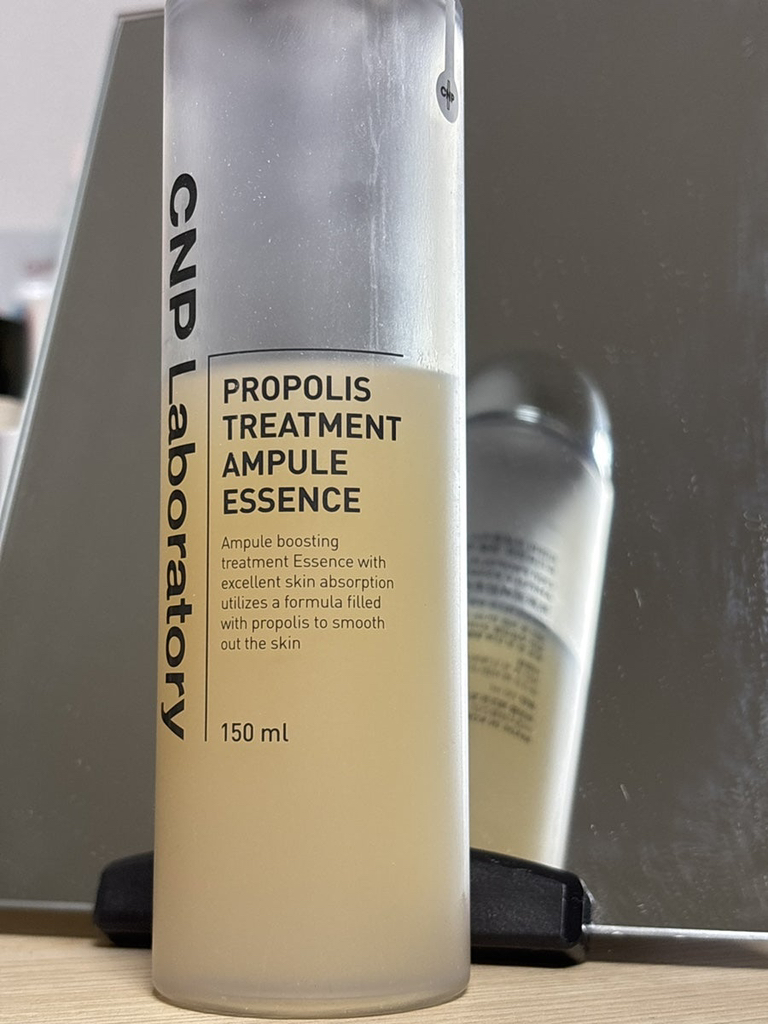 CNP
CNP Laboratory
PROPOLIS
TREATMENT
AMPULE
ESSENCE
Ampule boosting
treatment Essence with
excellent skin absorption
utilizes a formula filled
with propolis to smooth
out the skin
150 ml